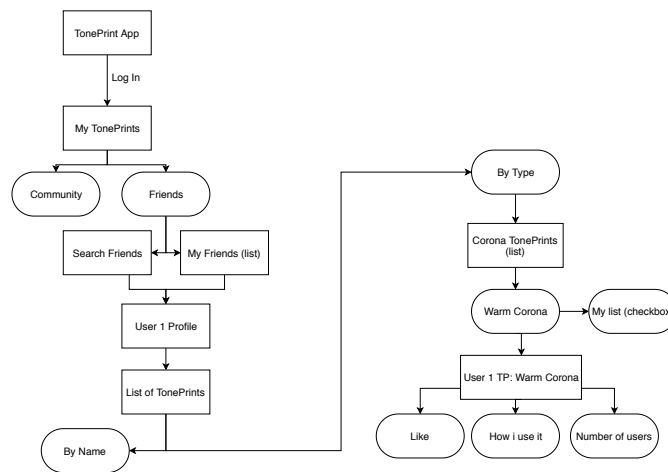 TonePrint App
Log In
My TonePrints
Community
Friends
Search Friends
My Friends (list)
User 1 Profile
List of TonePrints
By Name
By Type
Corona TonePrints
(list)
Warm Corona
My list (checkbox
User 1 TP: Warm Corona
Like
How i use it
Number of users